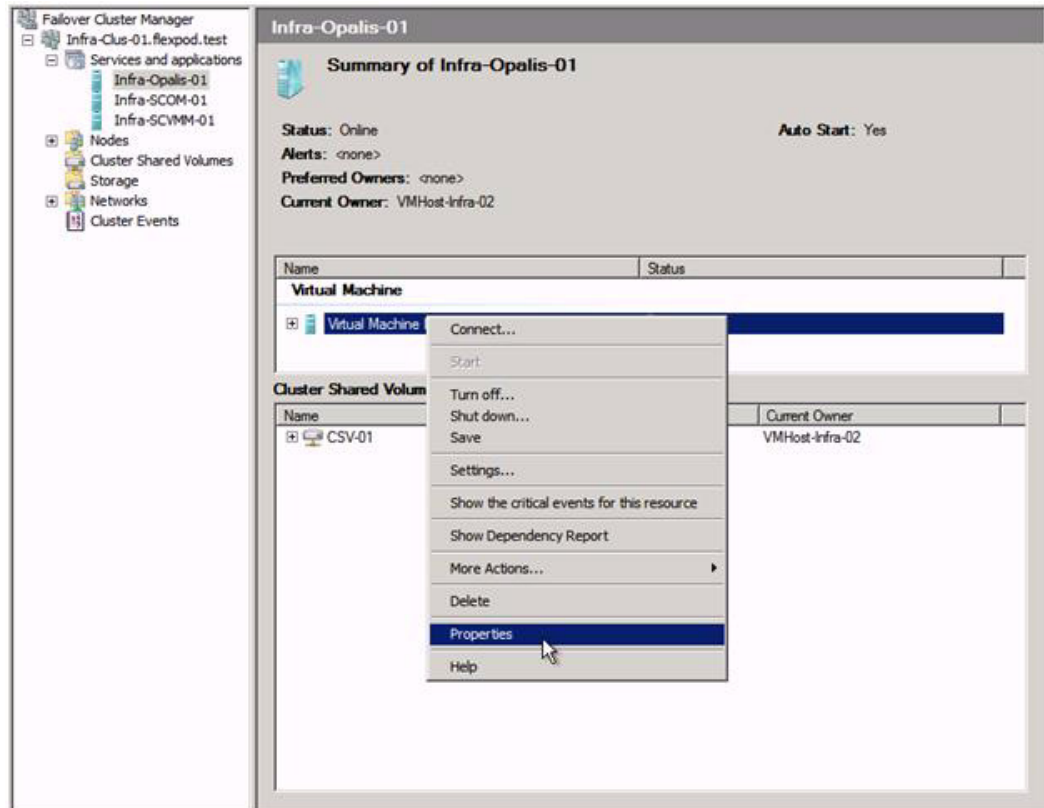 Failover Cluster Manager
Infra-Clus-01.flexpod.test
Services and applications
Infra-Opalis-01
Infra-SCOM-01
Infra-SCVMM-01
Nodes
Cluster Shared Volumes
Storage
Networks
Cluster Events
Infra-Opalis-01
Summary of Infra-Opalis-01
Status: Online Auto Start: Yes
Alerts: <none>
Preferred Owners: <none>
Current Owner: VMHost-Infra-02
Name Status
Virtual Machine
Virtual Machine
Cluster Shared Volum
Name Current Owner
CSV-01 VMHost-Infra-02
Connect...
Start
Turn off...
Shut down...
Save
Settings...
Show the critical events for this resource
Show Dependency Report
More Actions...
Delete
Properties
Help